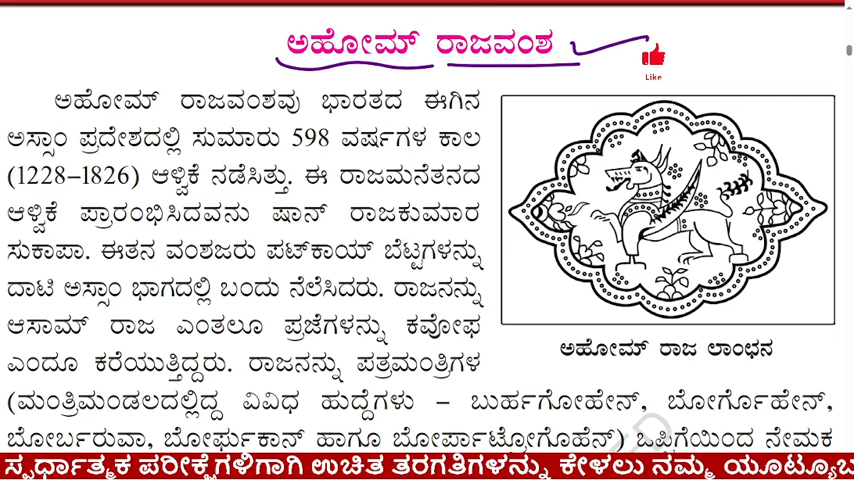 ಅಹೋಮ್ ರಾಜವಂಶ
Like
ಅಹೋಮ್ ರಾಜವಂಶವು ಭಾರತದ ಈಗಿನ
ಅಸ್ಸಾಂ ಪ್ರದೇಶದಲ್ಲಿ ಸುಮಾರು 598 ವರ್ಷಗಳ ಕಾಲ
(1228–1826) ಆಳ್ವಿಕೆ ನಡೆಸಿತ್ತು. ಈ ರಾಜಮನೆತನದ
ಆಳ್ವಿಕೆ ಪ್ರಾರಂಭಿಸಿದವನು ಷಾನ್ ರಾಜಕುಮಾರ
ಸುಕಾಪಾ. ಈತನ ವಂಶಜರು ಪಟ್‌ಕಾಯ್ ಬೆಟ್ಟಗಳನ್ನು
ದಾಟಿ ಅಸ್ಸಾಂ ಭಾಗದಲ್ಲಿ ಬಂದು ನೆಲೆಸಿದರು. ರಾಜನನ್ನು
ಆಸಾಮ್ ರಾಜ ಎಂತಲೂ ಪ್ರಜೆಗಳನ್ನು ಕವೋಫ
ಎಂದೂ ಕರೆಯುತ್ತಿದ್ದರು. ರಾಜನನ್ನು ಪತ್ರಮಂತ್ರಿಗಳ
ಅಹೋಮ್ ರಾಜ ಲಾಂಛನ
(ಮಂತ್ರಿಮಂಡಲದಲ್ಲಿದ್ದ ವಿವಿಧ ಹುದ್ದೆಗಳು – ಬುರ್ಹಗೋಹೇನ್, ಬೋರ್ಗೊಹೇನ್,
ಬೋರ್ಬರುವಾ, ಬೋರ್ಫುಕಾನ್ ಹಾಗೂ ಬೋರ್ಪಾಟ್ರೋಗೊಹೆನ್) ಒಪ್ಪಿಗೆಯಿಂದ ನೇಮಕ
ಸ್ಪರ್ಧಾತ್ಮಕ ಪರೀಕ್ಷೆಗಳಿಗಾಗಿ ಉಚಿತ ತರಗತಿಗಳನ್ನು ಕೇಳಲು ನಮ್ಮ ಯೂಟ್ಯೂಬ